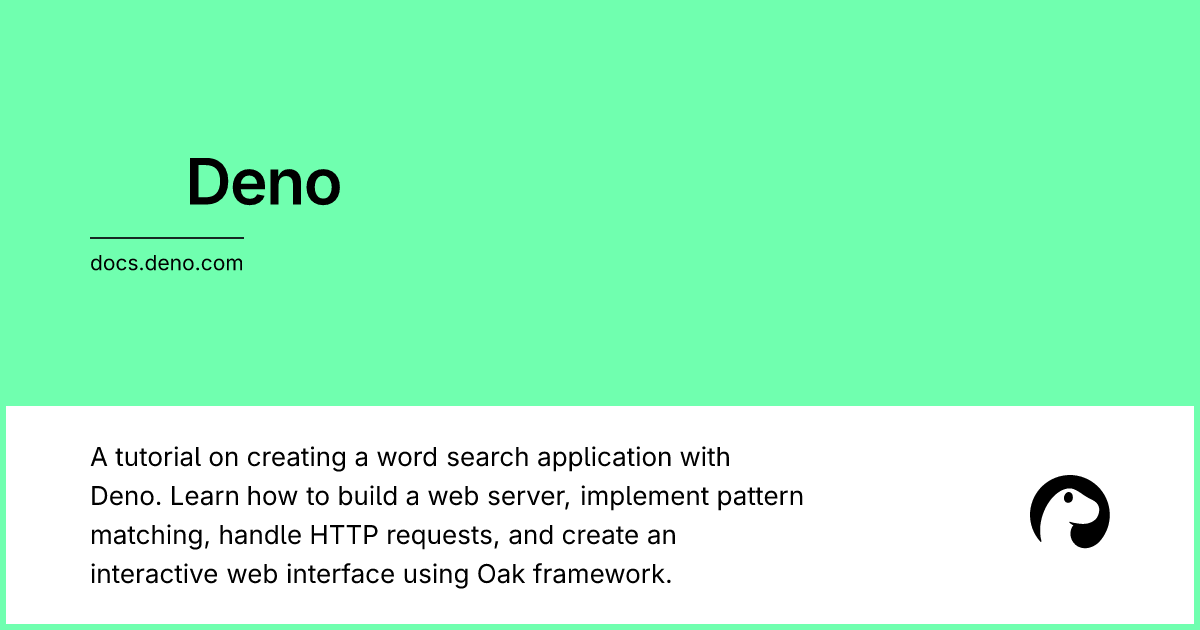 Deno
docs.deno.com
A tutorial on creating a word search application with
Deno. Learn how to build a web server, implement pattern
matching, handle HTTP requests, and create an
interactive web interface using Oak framework.